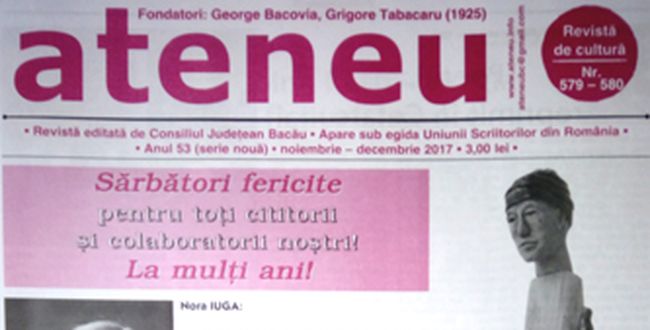 Fondatori: George Bacovia, Grigore Tabacaru (1925)
ateneu
www.ateneu.info
ateneubc@gmail.com
Revistă
de cultură
Nr.
579 – 580
• Revistă editată de Consiliul Județean Bacău • Apare sub egida Uniunii Scriitorilor din România •
• Anul 53 (serie nouă) • noiembrie – decembrie 2017 • 3,00 lei •
Sărbători fericite
pentru toți cititorii
și colaboratorii noștri!
La mulți ani!
Nora IUGA: